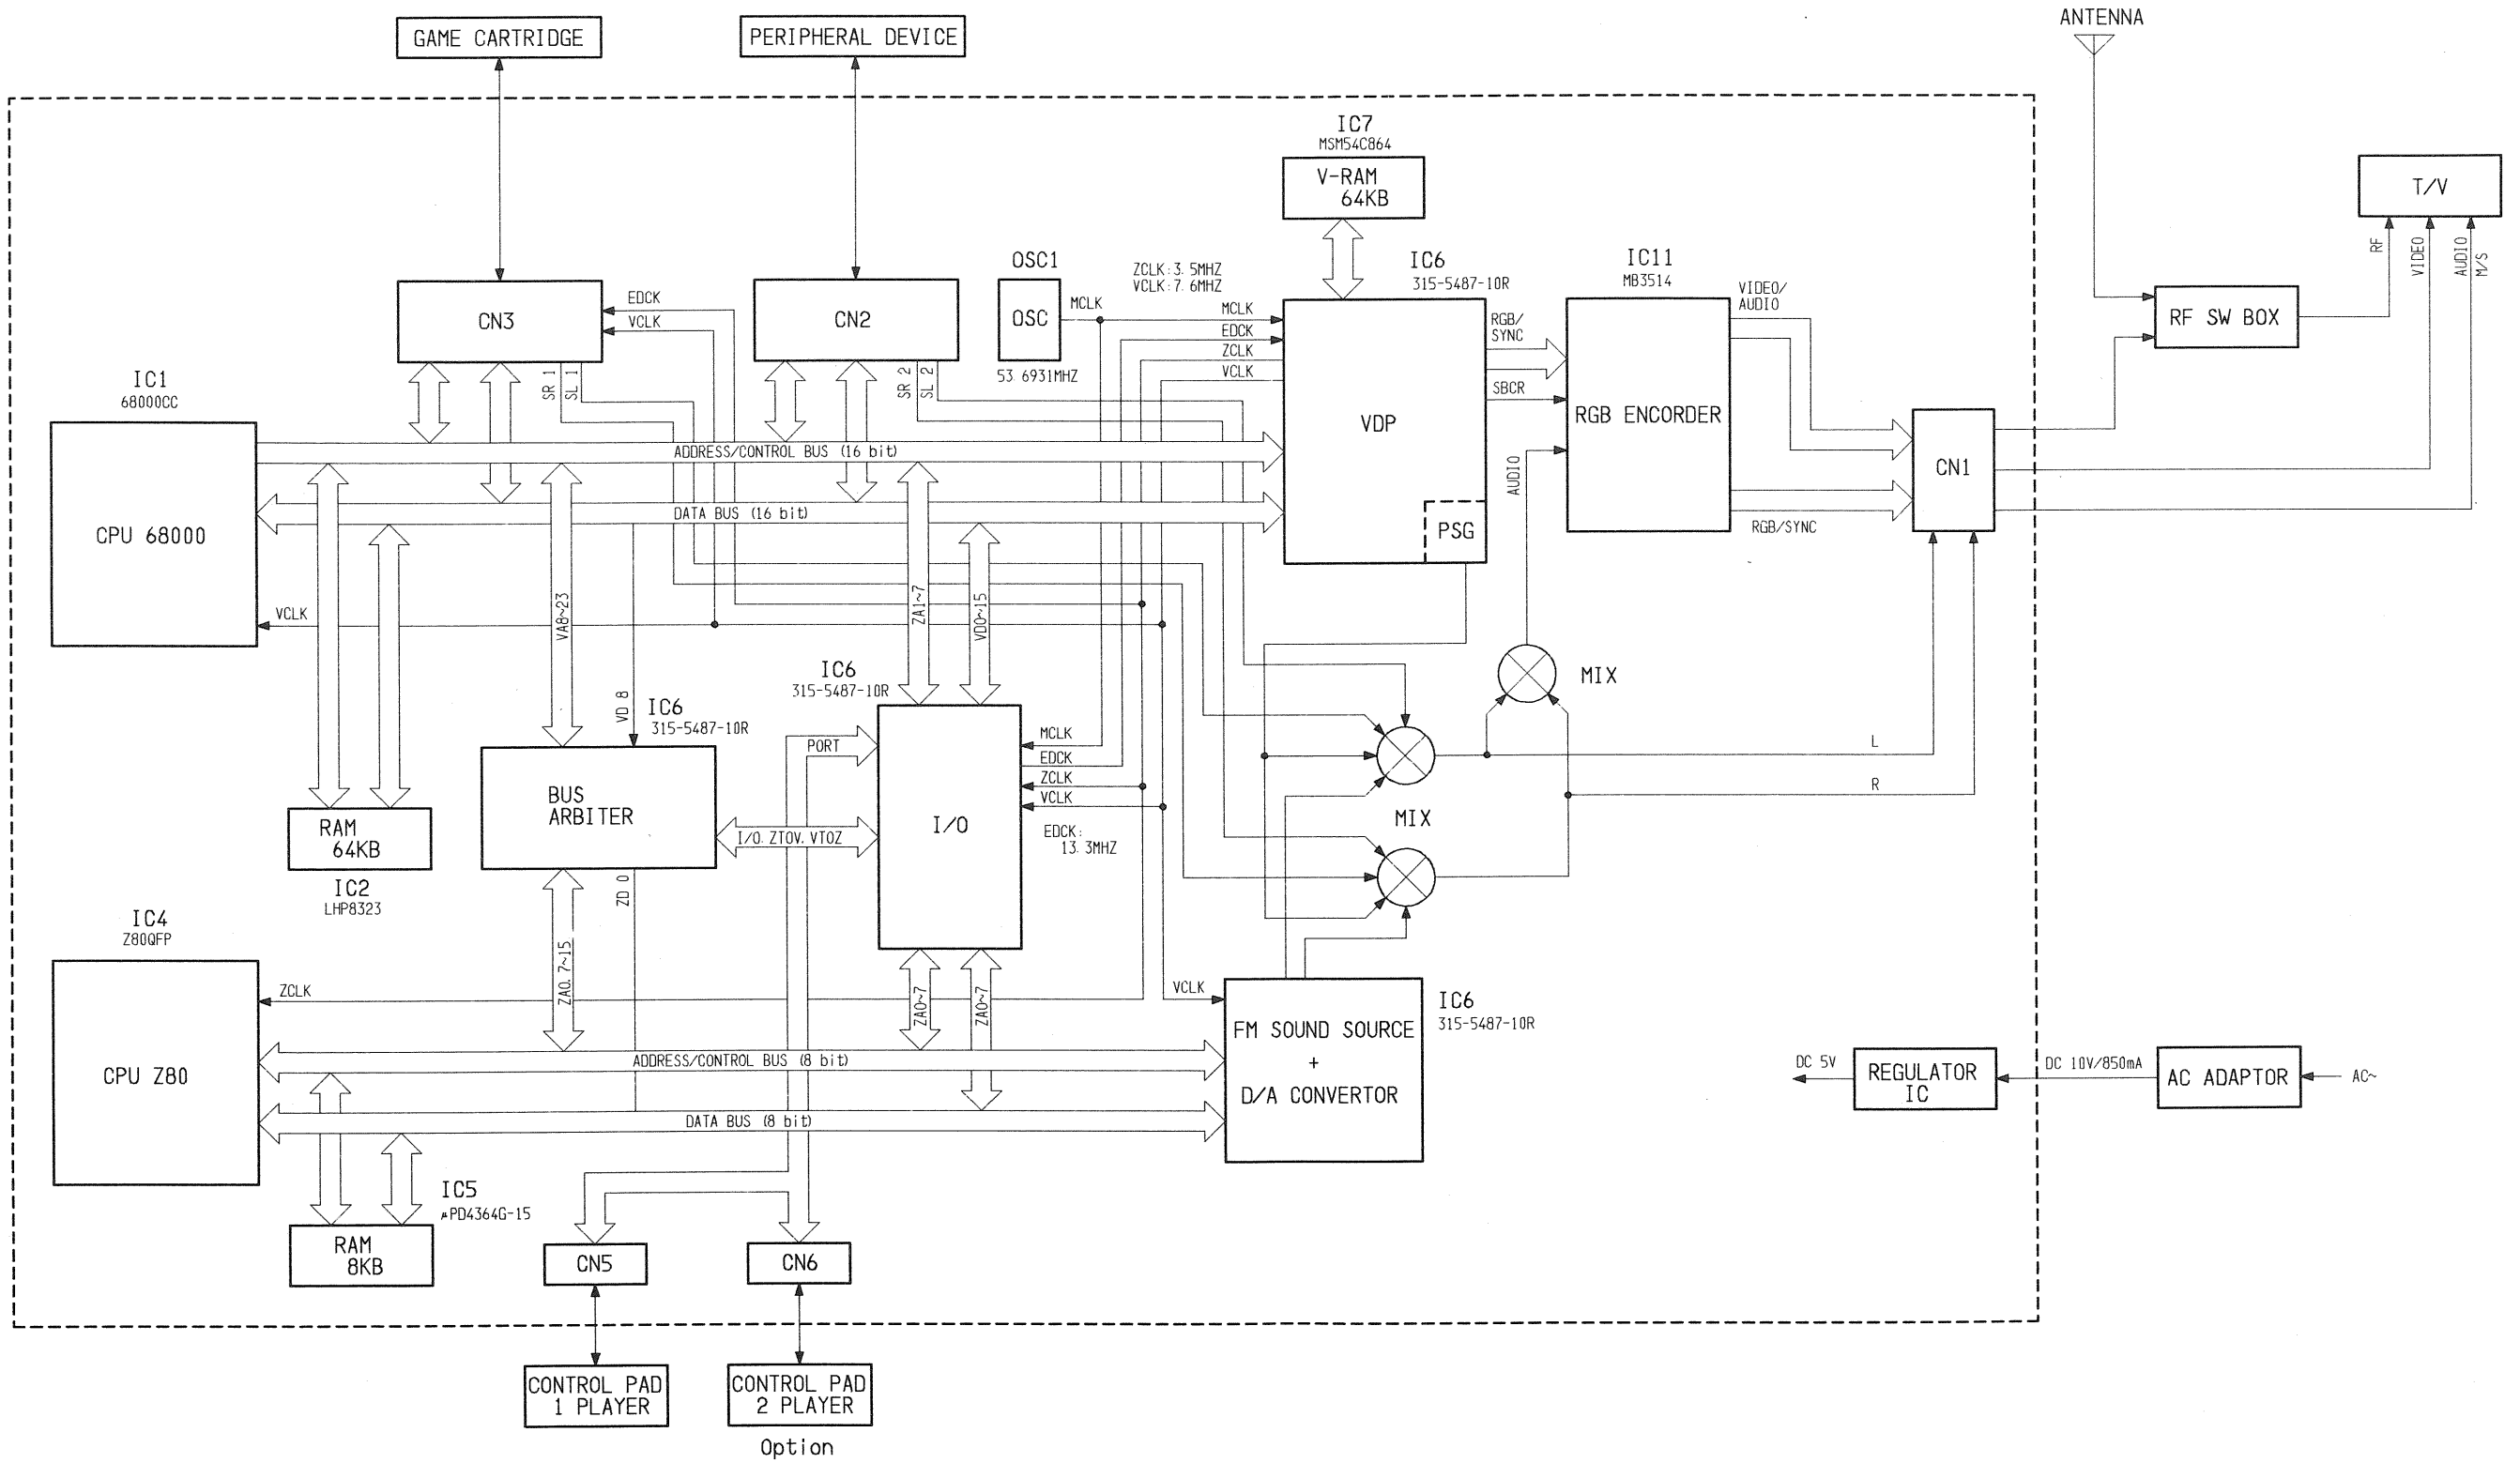 ANTENNA
GAME CARTRIDGE
PERIPHERAL DEVICE
IC7
MSM54C864
V-RAM
64KB
T/V
RF
VIDEO
AUDIO
M/S
OSC1
OSC
53.6931MHZ
MCLK
ZCLK:3.5MHZ
VCLK:7.6MHZ
MCLK
EDCK
ZCLK
VCLK
IC6
315-5487-10R
VDP
PSG
RGB/
SYNC
SBCR
AUDIO
IC11
MB3514
RGB ENCORDER
VIDEO/
AUDIO
RGB/SYNC
CN1
RF SW BOX
CN3
EDCK
VCLK
SR 1
SL 1
CN2
SR 2
SL 2
IC1
68000CC
CPU 68000
VCLK
ADDRESS/CONTROL BUS (16 bit)
DATA BUS (16 bit)
VA8~23
VD 8
ZA1~7
VD0~15
IC6
315-5487-10R
BUS
ARBITER
IC6
315-5487-10R
PORT
I/O
MCLK
EDCK
ZCLK
VCLK
EDCK:
13.3MHZ
I/O. ZTOV. VTOZ
MIX
MIX
L
R
RAM
64KB
IC2
LHP8323
IC4
Z80QFP
CPU Z80
ZCLK
ZA0.7~15
ZD 0
ZA0~7
ZA0~7
VCLK
IC6
315-5487-10R
FM SOUND SOURCE
+
D/A CONVERTOR
ADDRESS/CONTROL BUS (8 bit)
DATA BUS (8 bit)
DC 5V
REGULATOR
IC
DC 10V/850mA
AC ADAPTOR
AC~
IC5
μPD4364G-15
RAM
8KB
CN5
CN6
CONTROL PAD
1 PLAYER
CONTROL PAD
2 PLAYER
Option